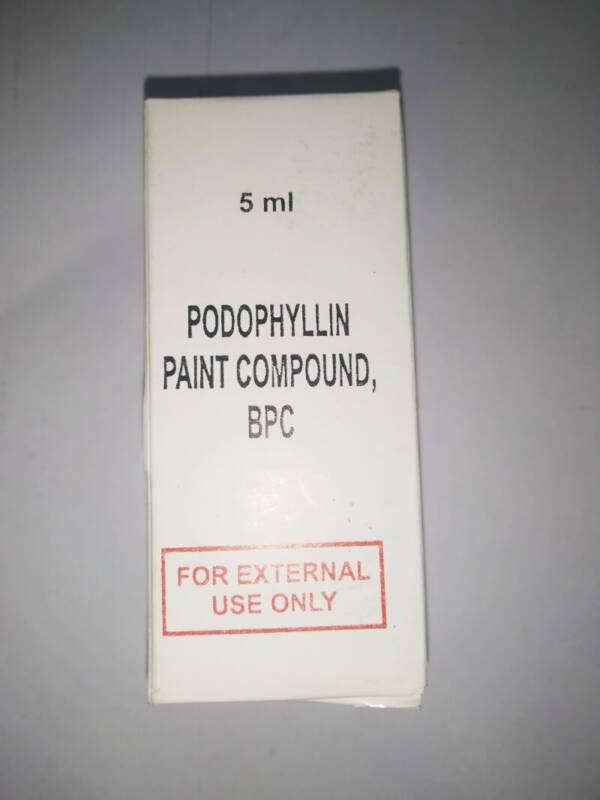 5 ml
PODOPHYLLIN
PAINT COMPOUND,
BPC
FOR EXTERNAL
USE ONLY